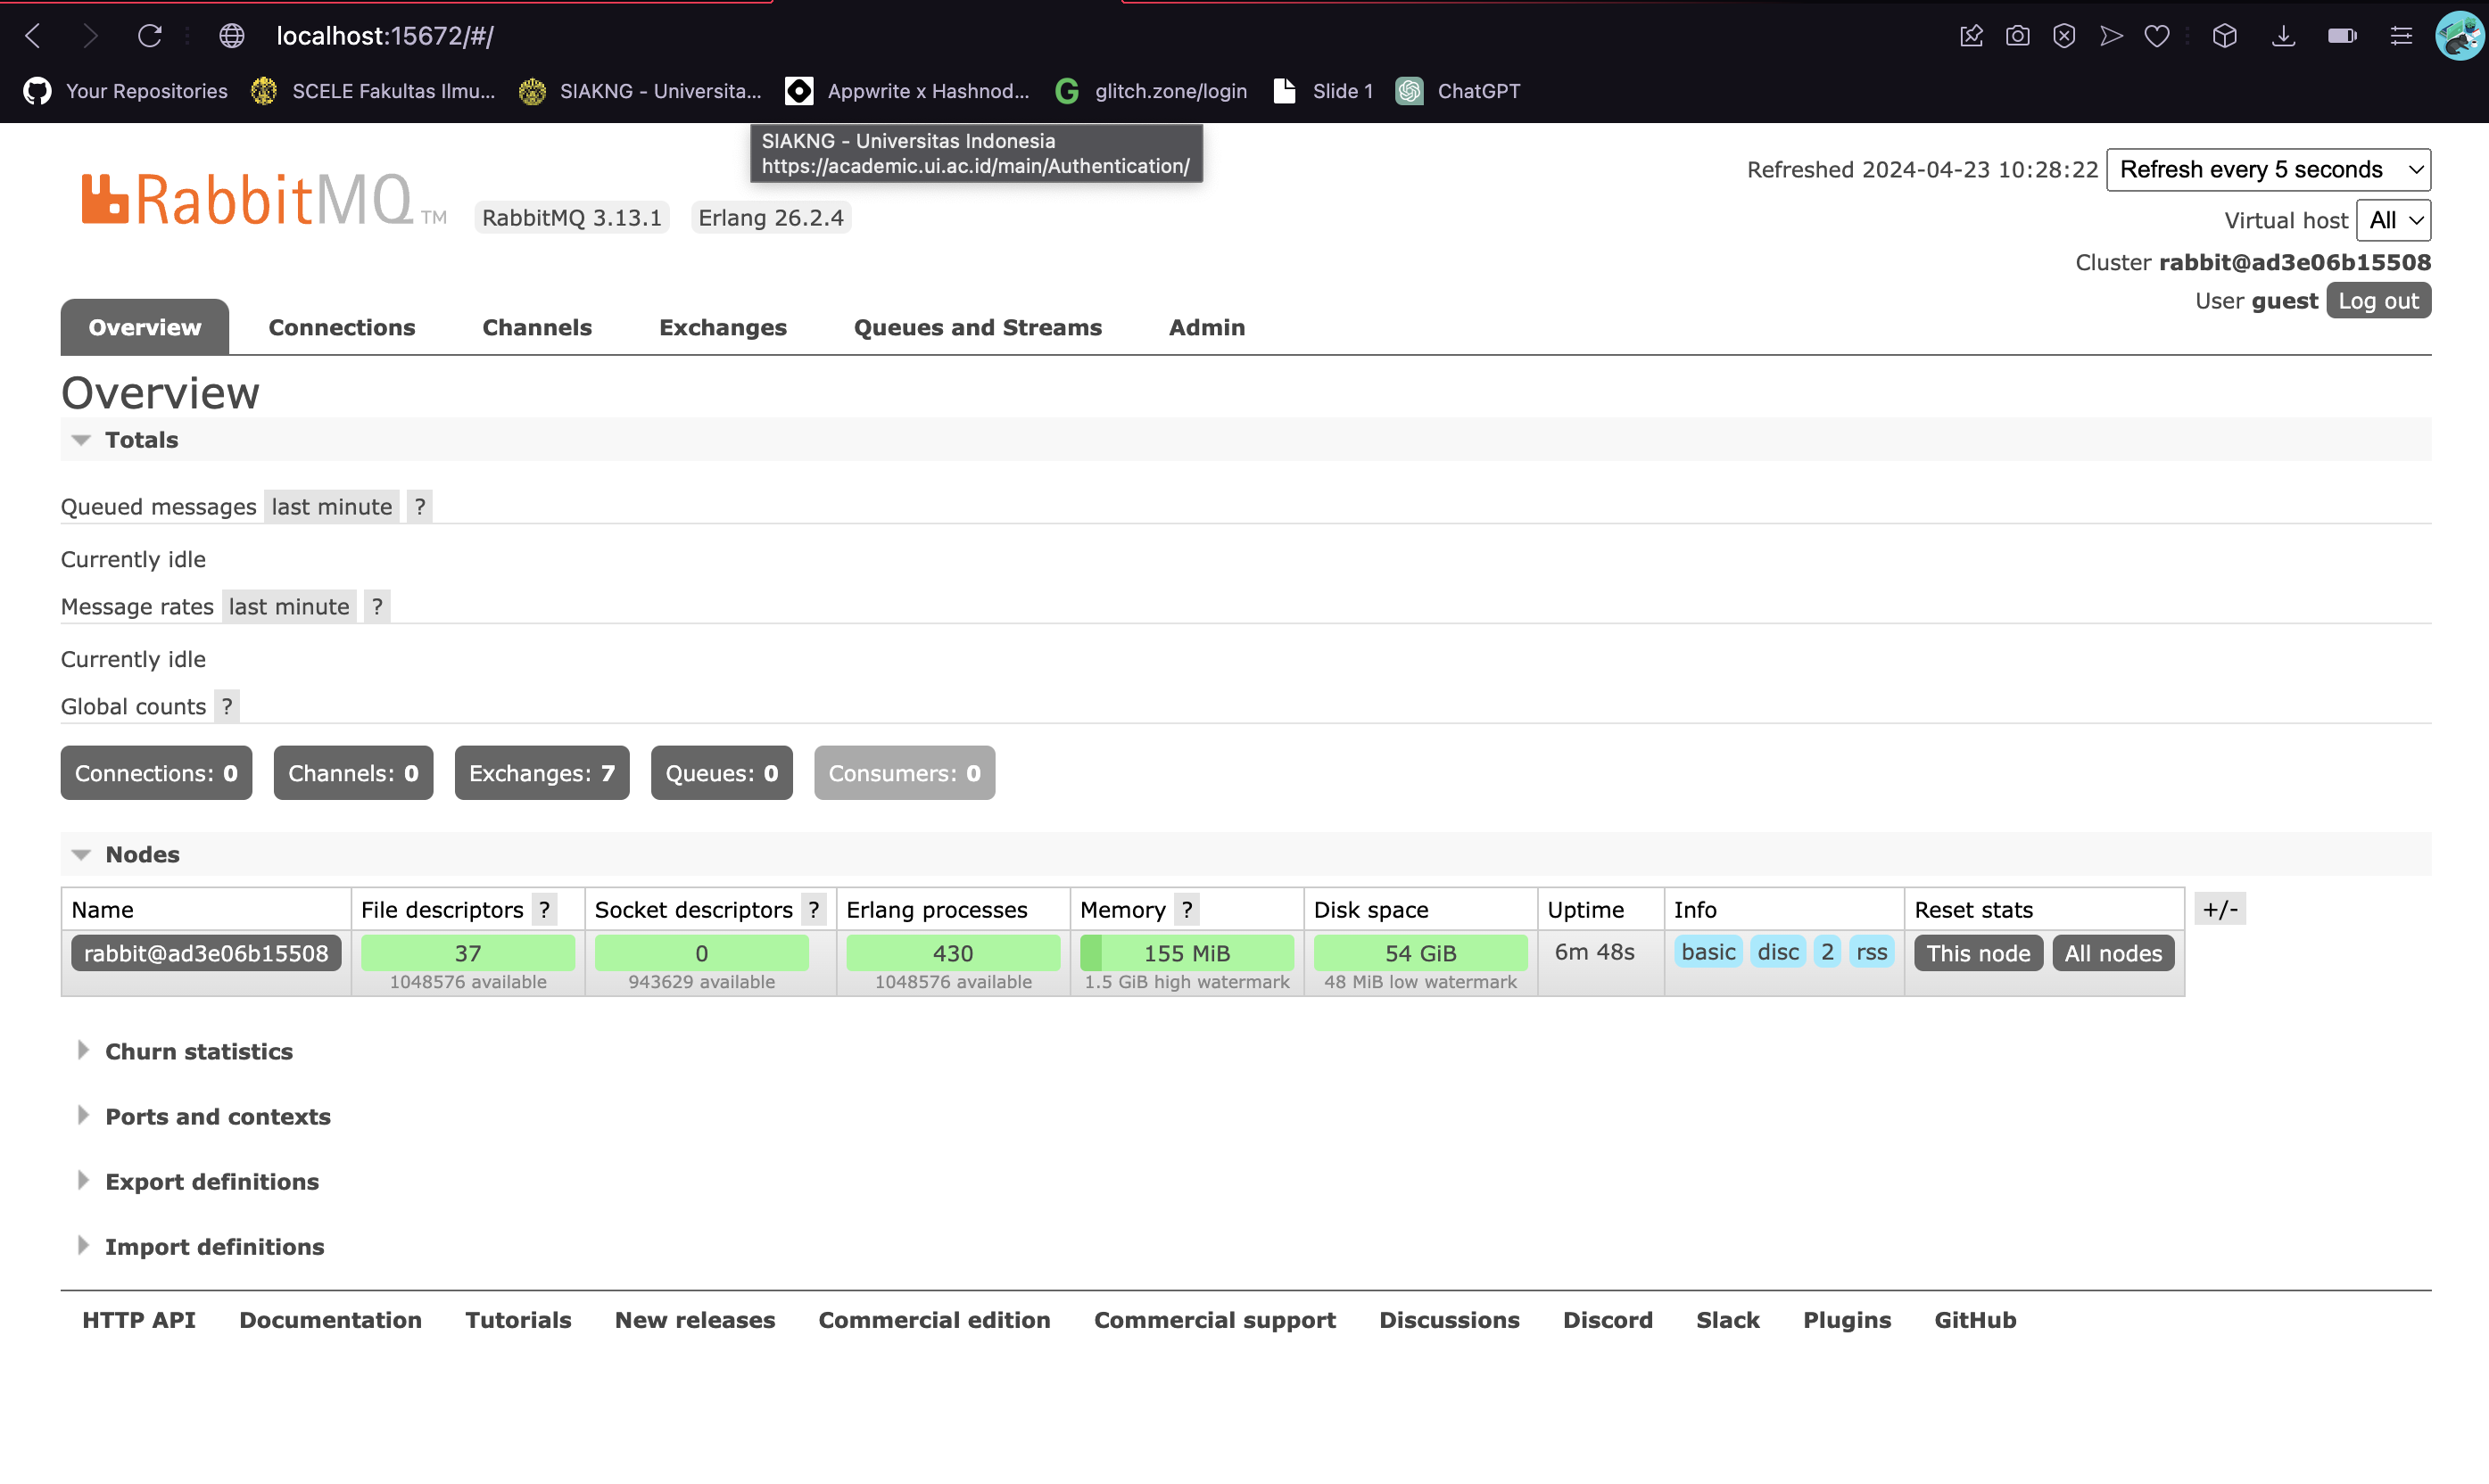 localhost:15672/#/
Your Repositories SCELE Fakultas Ilmu... SIAKNG - Universita... Appwrite x Hashnod... G glitch.zone/login Slide 1 ChatGPT
SIAKNG - Universitas Indonesia
https://academic.ui.ac.id/main/Authentication/
RabbitMQ TM RabbitMQ 3.13.1 Erlang 26.2.4
Refreshed 2024-04-23 10:28:22 Refresh every 5 seconds
Virtual host All
Cluster rabbit@ad3e06b15508
User guest Log out
Overview Connections Channels Exchanges Queues and Streams Admin
Overview
Totals
Queued messages last minute ?
Currently idle
Message rates last minute ?
Currently idle
Global counts ?
Connections: 0 Channels: 0 Exchanges: 7 Queues: 0 Consumers: 0
Nodes
Name File descriptors ? Socket descriptors ? Erlang processes Memory ? Disk space Uptime Info Reset stats +/-
rabbit@ad3e06b15508 37 0 430 155 MiB 54 GiB 6m 48s basic disc 2 rss This node All nodes
1048576 available 943629 available 1048576 available 1.5 GiB high watermark 48 MiB low watermark
Churn statistics
Ports and contexts
Export definitions
Import definitions
HTTP API Documentation Tutorials New releases Commercial edition Commercial support Discussions Discord Slack Plugins GitHub